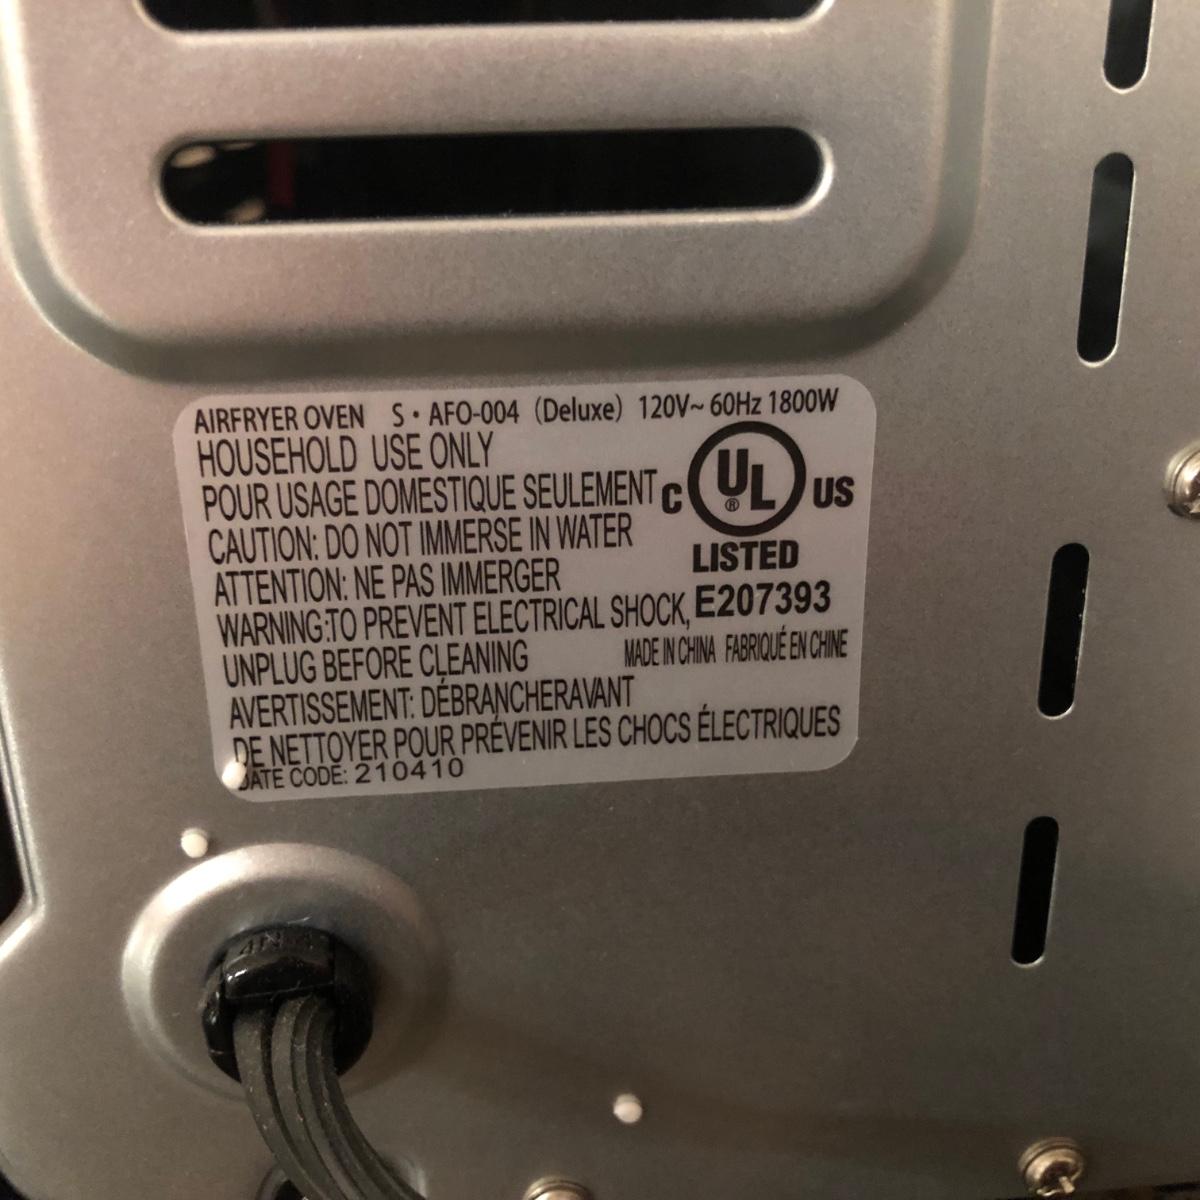 AIRFRYER OVEN S • AFO-004 (Deluxe) 120V~ 60Hz 1800W
HOUSEHOLD USE ONLY
POUR USAGE DOMESTIQUE SEULEMENT
CAUTION: DO NOT IMMERSE IN WATER
ATTENTION: NE PAS IMMERGER
WARNING:TO PREVENT ELECTRICAL SHOCK,
UNPLUG BEFORE CLEANING
AVERTISSEMENT: DÉBRANCHERAVANT
DE NETTOYER POUR PRÉVENIR LES CHOCS ÉLECTRIQUES
DATE CODE: 210410
C UL ® US
LISTED
E207393
MADE IN CHINA FABRIQUÉ EN CHINE